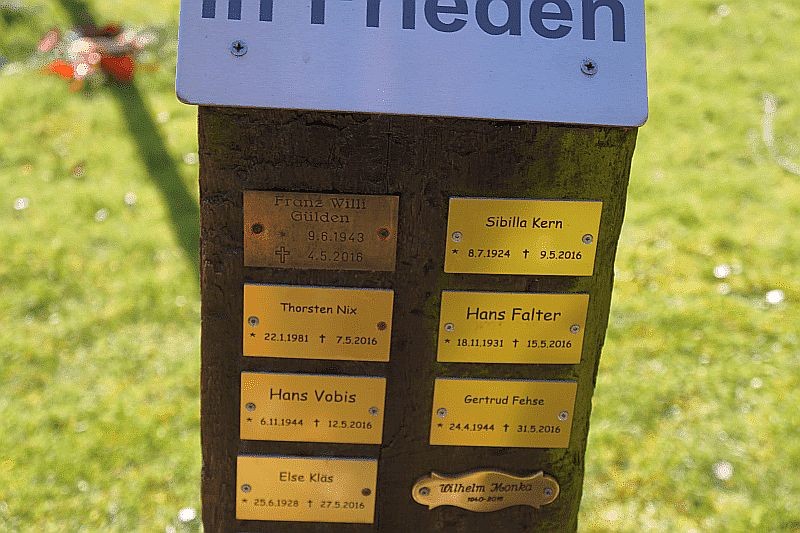 in Frieden
Franz Willi
Gülden
* 9.6.1943
✝ 4.5.2016
Thorsten Nix
* 22.1.1981 ✝ 7.5.2016
Hans Vobis
* 6.11.1944 ✝ 12.5.2016
Else Kläs
* 25.6.1928 ✝ 27.5.2016
Sibilla Kern
* 8.7.1924 ✝ 9.5.2016
Hans Falter
* 18.11.1931 ✝ 15.5.2016
Gertrud Fehse
* 24.4.1944 ✝ 31.5.2016
Wilhelm Monka
1940-2016